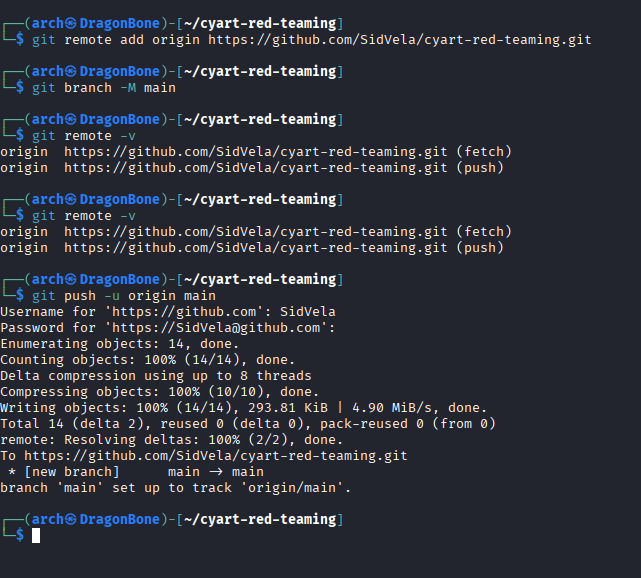 ┌──(arch㉿DragonBone)-[~/cyart-red-teaming]
└─$ git remote add origin https://github.com/SidVela/cyart-red-teaming.git
┌──(arch㉿DragonBone)-[~/cyart-red-teaming]
└─$ git branch -M main
┌──(arch㉿DragonBone)-[~/cyart-red-teaming]
└─$ git remote -v
origin  https://github.com/SidVela/cyart-red-teaming.git (fetch)
origin  https://github.com/SidVela/cyart-red-teaming.git (push)
┌──(arch㉿DragonBone)-[~/cyart-red-teaming]
└─$ git remote -v
origin  https://github.com/SidVela/cyart-red-teaming.git (fetch)
origin  https://github.com/SidVela/cyart-red-teaming.git (push)
┌──(arch㉿DragonBone)-[~/cyart-red-teaming]
└─$ git push -u origin main
Username for 'https://github.com': SidVela
Password for 'https://SidVela@github.com':
Enumerating objects: 14, done.
Counting objects: 100% (14/14), done.
Delta compression using up to 8 threads
Compressing objects: 100% (10/10), done.
Writing objects: 100% (14/14), 293.81 KiB | 4.90 MiB/s, done.
Total 14 (delta 2), reused 0 (delta 0), pack-reused 0 (from 0)
remote: Resolving deltas: 100% (2/2), done.
To https://github.com/SidVela/cyart-red-teaming.git
 * [new branch]      main -> main
branch 'main' set up to track 'origin/main'.
┌──(arch㉿DragonBone)-[~/cyart-red-teaming]
└─$